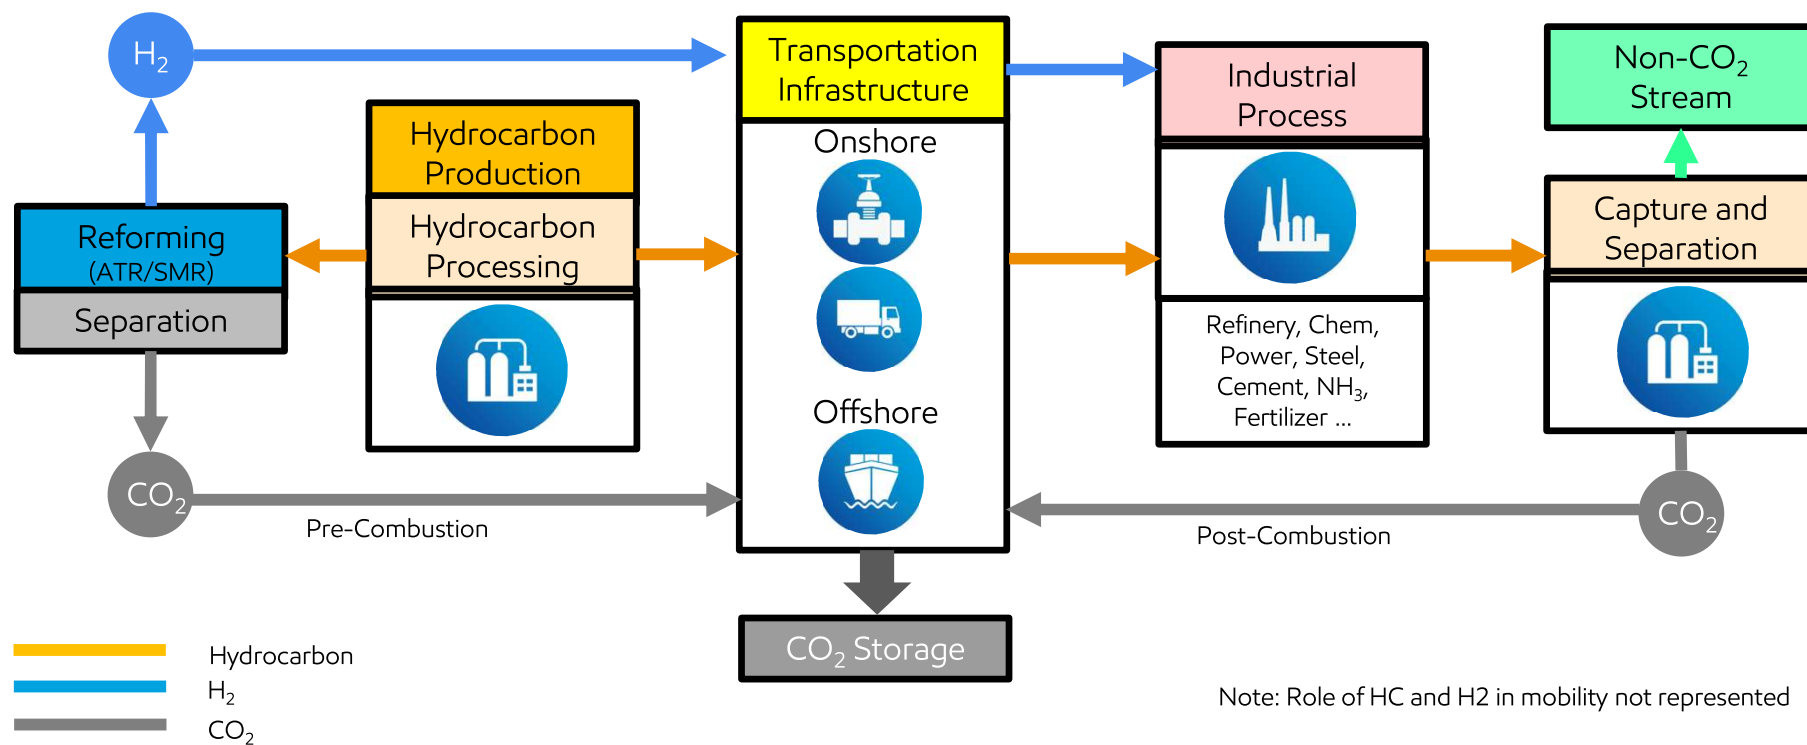 H₂
Transportation
Infrastructure
Onshore
Offshore
Industrial
Process
Refinery, Chem,
Power, Steel,
Cement, NH₃,
Fertilizer ...
Non-CO₂
Stream
Capture and
Separation
Hydrocarbon
Production
Hydrocarbon
Processing
Reforming
(ATR/SMR)
Separation
CO₂
Pre-Combustion
Post-Combustion
CO₂
CO₂ Storage
Hydrocarbon
H₂
CO₂
Note: Role of HC and H2 in mobility not represented